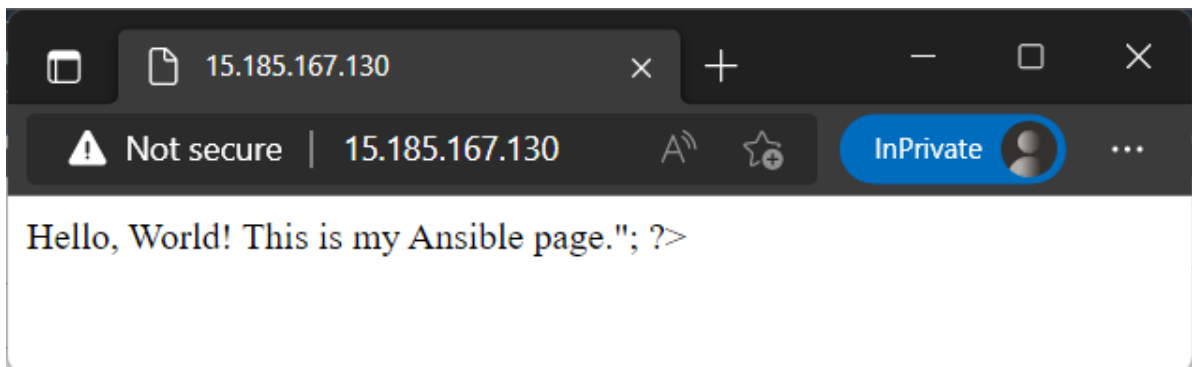 15.185.167.130
Not secure | 15.185.167.130 A InPrivate
Hello, World! This is my Ansible page."; ?>